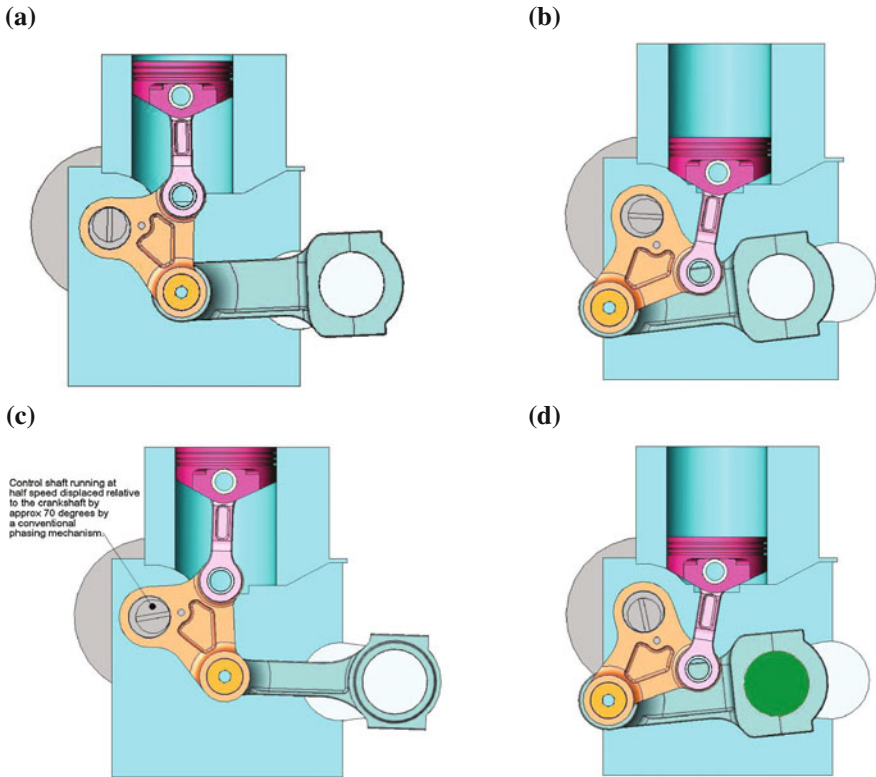 (a)
(b)
(c)
(d)
Control shaft running at
half speed displaced relative
to the crankshaft by
approx 70 degrees by
a conventional
phasing mechanism.